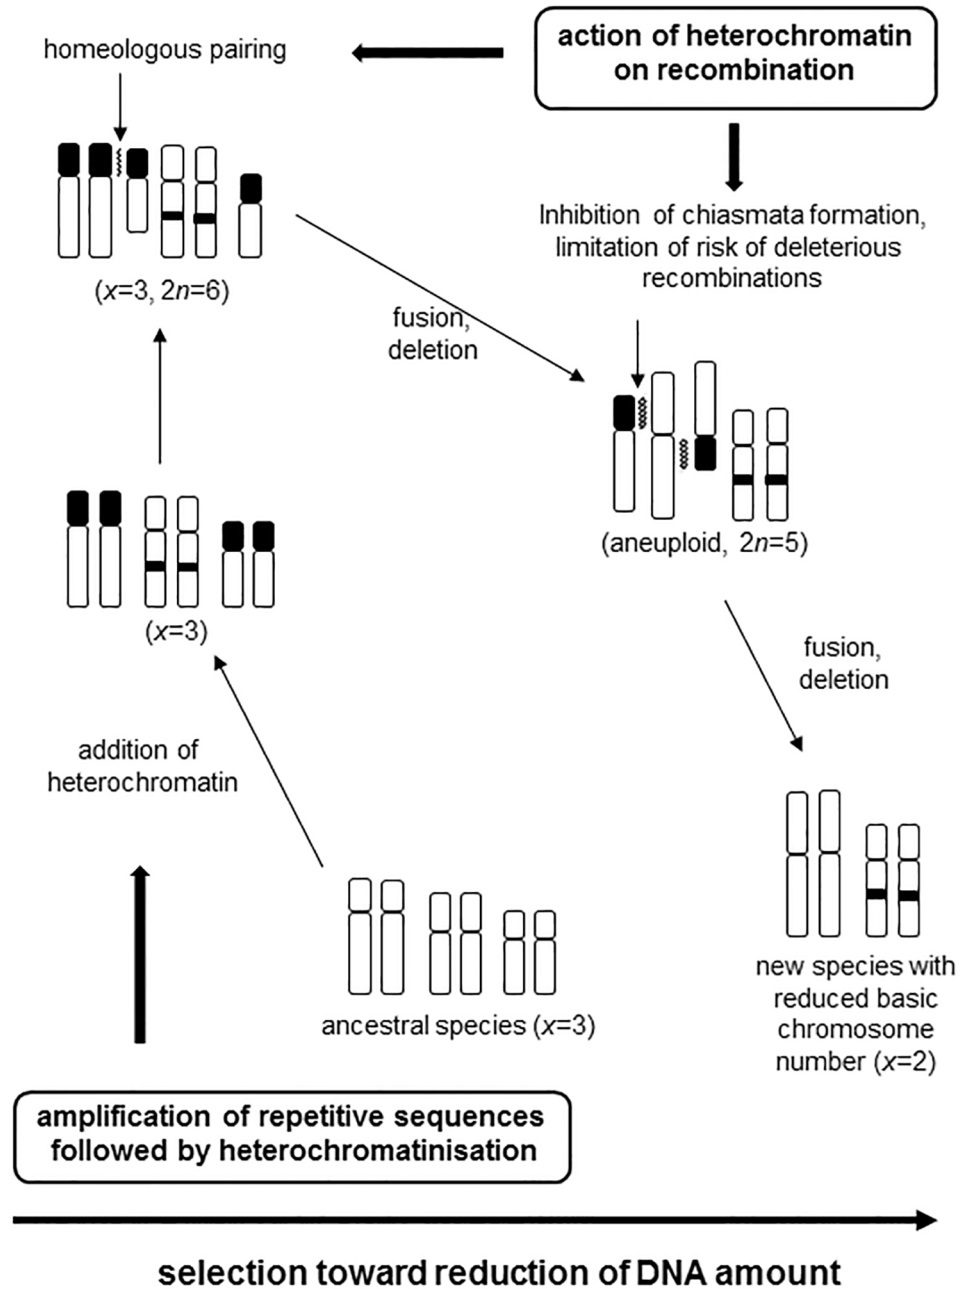 homeologous pairing
action of heterochromatin
on recombination
Inhibition of chiasmata formation,
limitation of risk of deleterious
recombinations
(x=3, 2n=6)
fusion,
deletion
(aneuploid, 2n=5)
(x=3)
fusion,
deletion
addition of
heterochromatin
new species with
reduced basic
chromosome
number (x=2)
ancestral species (x=3)
amplification of repetitive sequences
followed by heterochromatinisation
selection toward reduction of DNA amount